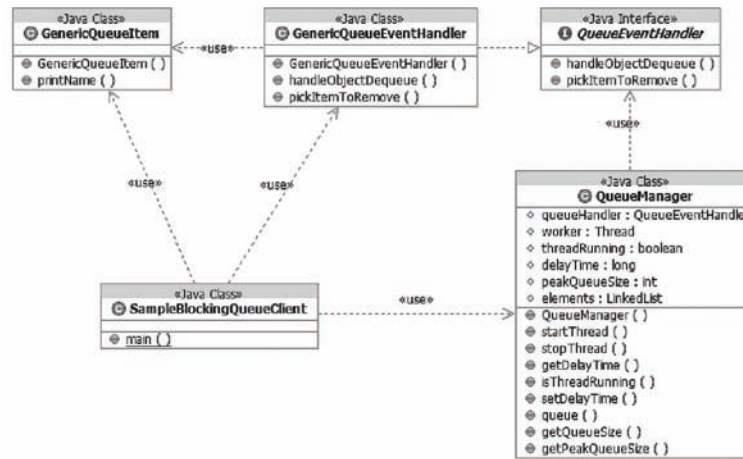 «Java Class»
GenericQueueItem
GenericQueueItem ( )
printName ( )
«use»
«Java Class»
GenericQueueEventHandler
GenericQueueEventHandler ( )
handleObjectDequeue ( )
pickItemToRemove ( )
«Java Interface»
QueueEventHandler
handleObjectDequeue ( )
pickItemToRemove ( )
«use»
«use»
«use»
«Java Class»
SampleBlockingQueueClient
main ( )
«use»
«Java Class»
QueueManager
queueHandler : QueueEventHandle
worker : Thread
threadRunning : boolean
delayTime : long
peakQueueSize : int
elements : LinkedList
QueueManager ( )
startThread ( )
stopThread ( )
getDelayTime ( )
isThreadRunning ( )
setDelayTime ( )
queue ( )
getQueueSize ( )
getPeakQueueSize ( )